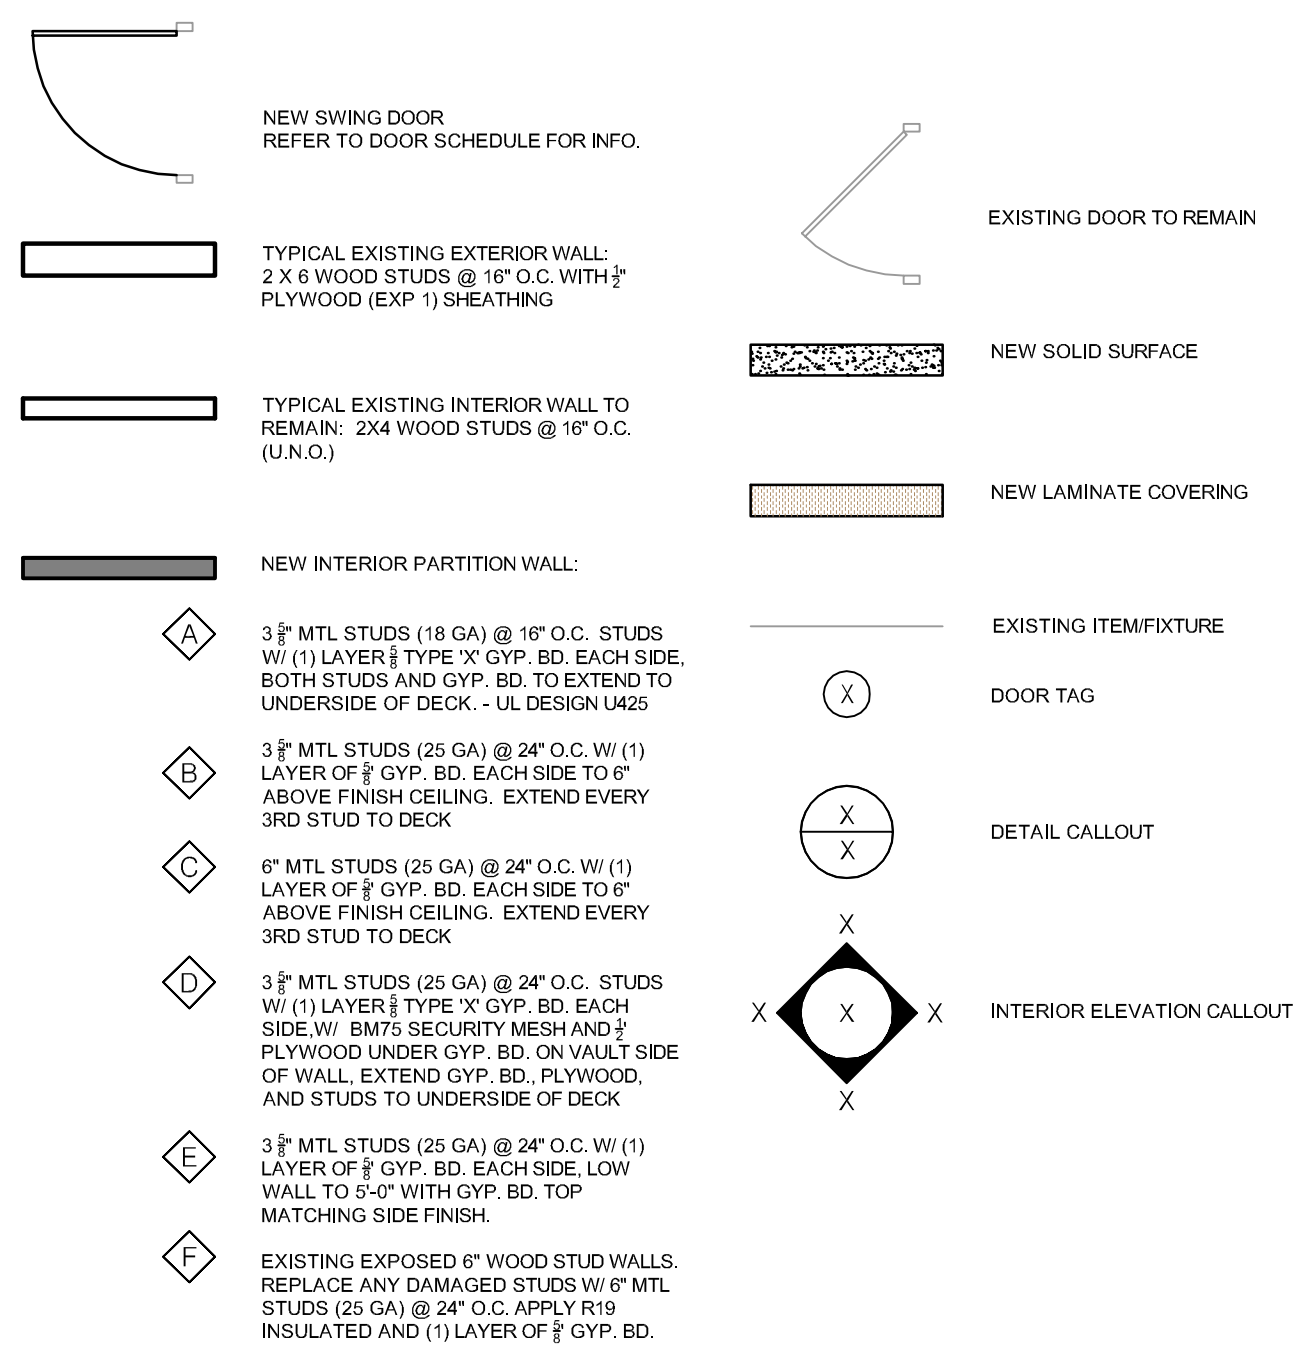 NEW SWING DOOR
REFER TO DOOR SCHEDULE FOR INFO.
TYPICAL EXISTING EXTERIOR WALL:
2 X 6 WOOD STUDS @ 16" O.C. WITH 1/2"
PLYWOOD (EXP 1) SHEATHING
TYPICAL EXISTING INTERIOR WALL TO
REMAIN: 2X4 WOOD STUDS @ 16" O.C.
(U.N.O.)
NEW INTERIOR PARTITION WALL:
A
3 5/8" MTL STUDS (18 GA) @ 16" O.C. STUDS
W/ (1) LAYER 5/8 TYPE 'X' GYP. BD. EACH SIDE,
BOTH STUDS AND GYP. BD. TO EXTEND TO
UNDERSIDE OF DECK. - UL DESIGN U425
B
3 5/8" MTL STUDS (25 GA) @ 24" O.C. W/ (1)
LAYER OF 5/8' GYP. BD. EACH SIDE TO 6"
ABOVE FINISH CEILING. EXTEND EVERY
3RD STUD TO DECK
C
6" MTL STUDS (25 GA) @ 24" O.C. W/ (1)
LAYER OF 5/8' GYP. BD. EACH SIDE TO 6"
ABOVE FINISH CEILING. EXTEND EVERY
3RD STUD TO DECK
D
3 5/8" MTL STUDS (25 GA) @ 24" O.C. STUDS
W/ (1) LAYER 5/8 TYPE 'X' GYP. BD. EACH
SIDE,W/ BM75 SECURITY MESH AND 1/2'
PLYWOOD UNDER GYP. BD. ON VAULT SIDE
OF WALL, EXTEND GYP. BD., PLYWOOD,
AND STUDS TO UNDERSIDE OF DECK
E
3 5/8" MTL STUDS (25 GA) @ 24" O.C. W/ (1)
LAYER OF 5/8' GYP. BD. EACH SIDE, LOW
WALL TO 5'-0" WITH GYP. BD. TOP
MATCHING SIDE FINISH.
F
EXISTING EXPOSED 6" WOOD STUD WALLS.
REPLACE ANY DAMAGED STUDS W/ 6" MTL
STUDS (25 GA) @ 24" O.C. APPLY R19
INSULATED AND (1) LAYER OF 5/8' GYP. BD.
EXISTING DOOR TO REMAIN
NEW SOLID SURFACE
NEW LAMINATE COVERING
EXISTING ITEM/FIXTURE
X
DOOR TAG
X
X
DETAIL CALLOUT
X
X X X
INTERIOR ELEVATION CALLOUT
X